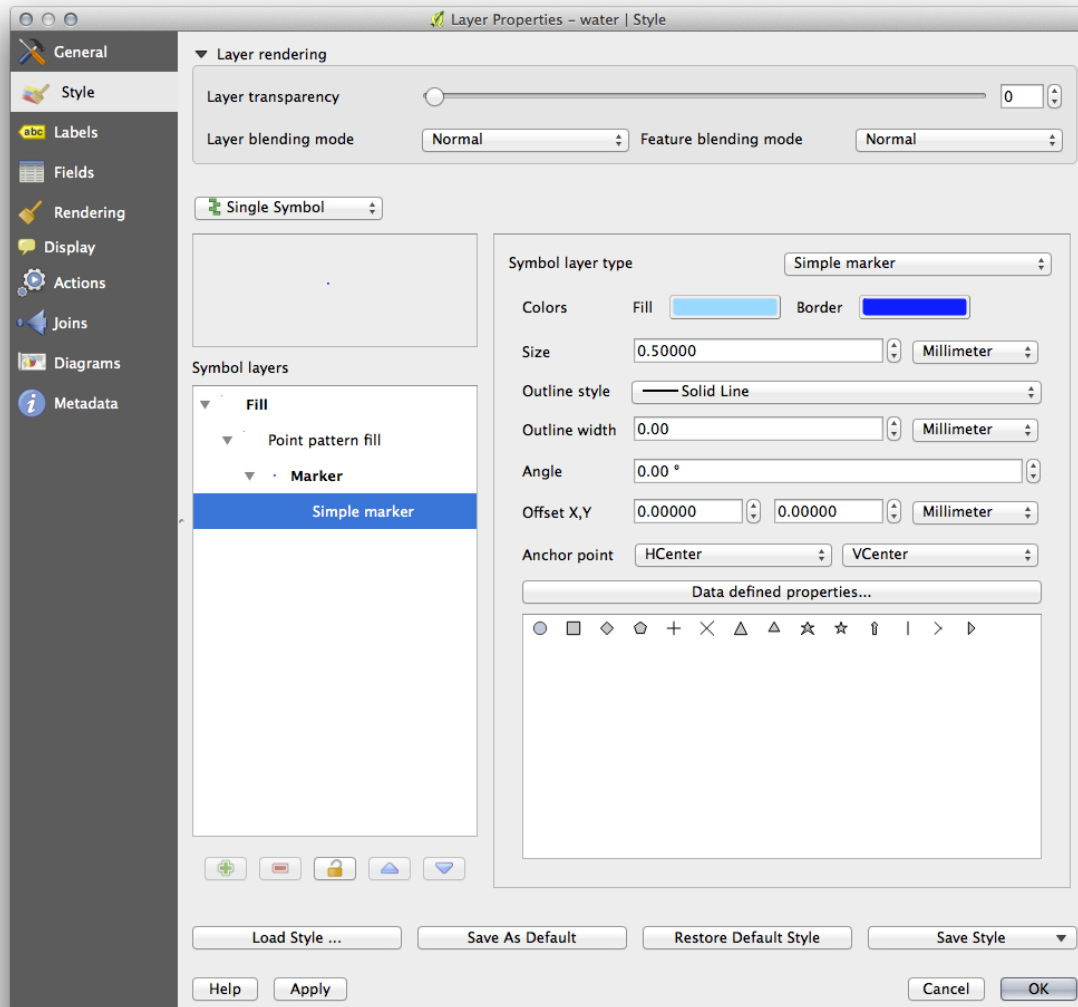 Layer Properties – water | Style
General
Style
abc Labels
Fields
Rendering
Display
Actions
Joins
Diagrams
i Metadata
Layer rendering
Layer transparency 0
Layer blending mode Normal Feature blending mode Normal
Single Symbol
Symbol layers
Fill
Point pattern fill
Marker
Simple marker
Symbol layer type Simple marker
Colors Fill Border
Size 0.50000 Millimeter
Outline style Solid Line
Outline width 0.00 Millimeter
Angle 0.00 °
Offset X,Y 0.00000 0.00000 Millimeter
Anchor point HCenter VCenter
Data defined properties...
Load Style ... Save As Default Restore Default Style Save Style
Help Apply Cancel OK